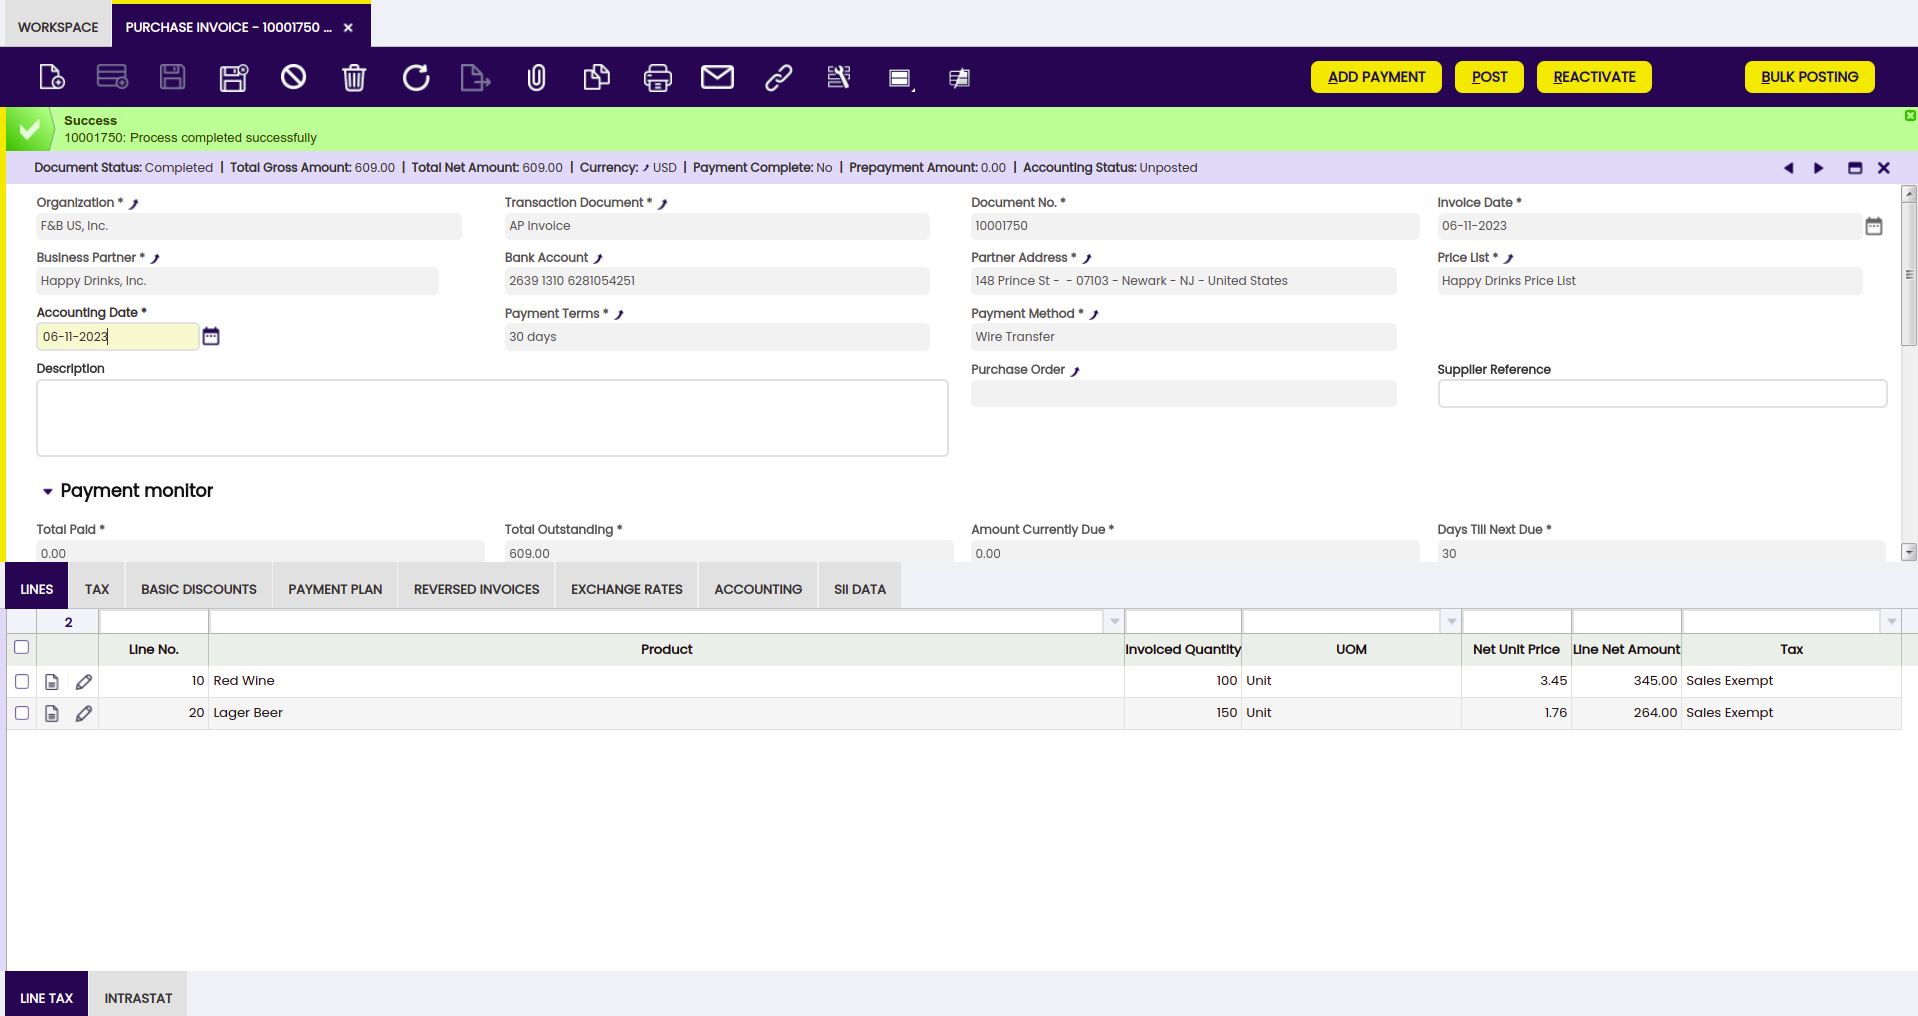 WORKSPACE
PURCHASE INVOICE - 10001750 ...
ADD PAYMENT
POST
REACTIVATE
BULK POSTING
Success
10001750: Process completed successfully
Document Status: Completed | Total Gross Amount: 609.00 | Total Net Amount: 609.00 | Currency: USD | Payment Complete: No | Prepayment Amount: 0.00 | Accounting Status: Unposted
Organization * Transaction Document * Document No. * Invoice Date *
F&B US, Inc. AP Invoice 10001750 06-11-2023
Business Partner * Bank Account Partner Address * Price List *
Happy Drinks, Inc. 2639 1310 6281054251 148 Prince St - - 07103 - Newark - NJ - United States Happy Drinks Price List
Accounting Date * Payment Terms * Payment Method *
06-11-2023 30 days Wire Transfer
Description Purchase Order Supplier Reference
Payment monitor
Total Paid * Total Outstanding * Amount Currently Due * Days Till Next Due *
0.00 609.00 0.00 30
LINES TAX BASIC DISCOUNTS PAYMENT PLAN REVERSED INVOICES EXCHANGE RATES ACCOUNTING SII DATA
2
Line No. Product Invoiced Quantity UOM Net Unit Price Line Net Amount Tax
10 Red Wine 100 Unit 3.45 345.00 Sales Exempt
20 Lager Beer 150 Unit 1.76 264.00 Sales Exempt
LINE TAX INTRASTAT